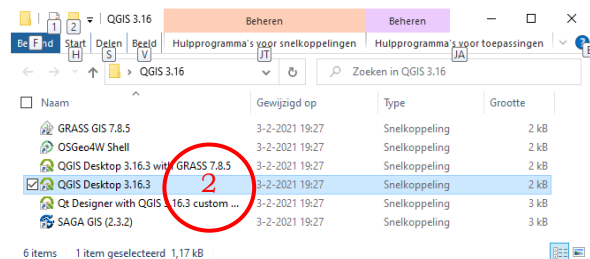 1 2 QGIS 3.16 Beheren Beheren
Be F nd Start Delen Beeld Hulpprogramma's voor snelkoppelingen Hulpprogramma's voor toepassingen
H S V JT JA
QGIS 3.16 Zoeken in QGIS 3.16
Naam Gewijzigd op Type Grootte
GRASS GIS 7.8.5 3-2-2021 19:27 Snelkoppeling 2 kB
OSGeo4W Shell 3-2-2021 19:27 Snelkoppeling 2 kB
QGIS Desktop 3.16.3 with GRASS 7.8.5 3-2-2021 19:27 Snelkoppeling 2 kB
QGIS Desktop 3.16.3 2 3-2-2021 19:27 Snelkoppeling 2 kB
Qt Designer with QGIS 3.16.3 custom ... 3-2-2021 19:27 Snelkoppeling 3 kB
SAGA GIS (2.3.2) 3-2-2021 19:27 Snelkoppeling 3 kB
6 items 1 item geselecteerd 1,17 kB